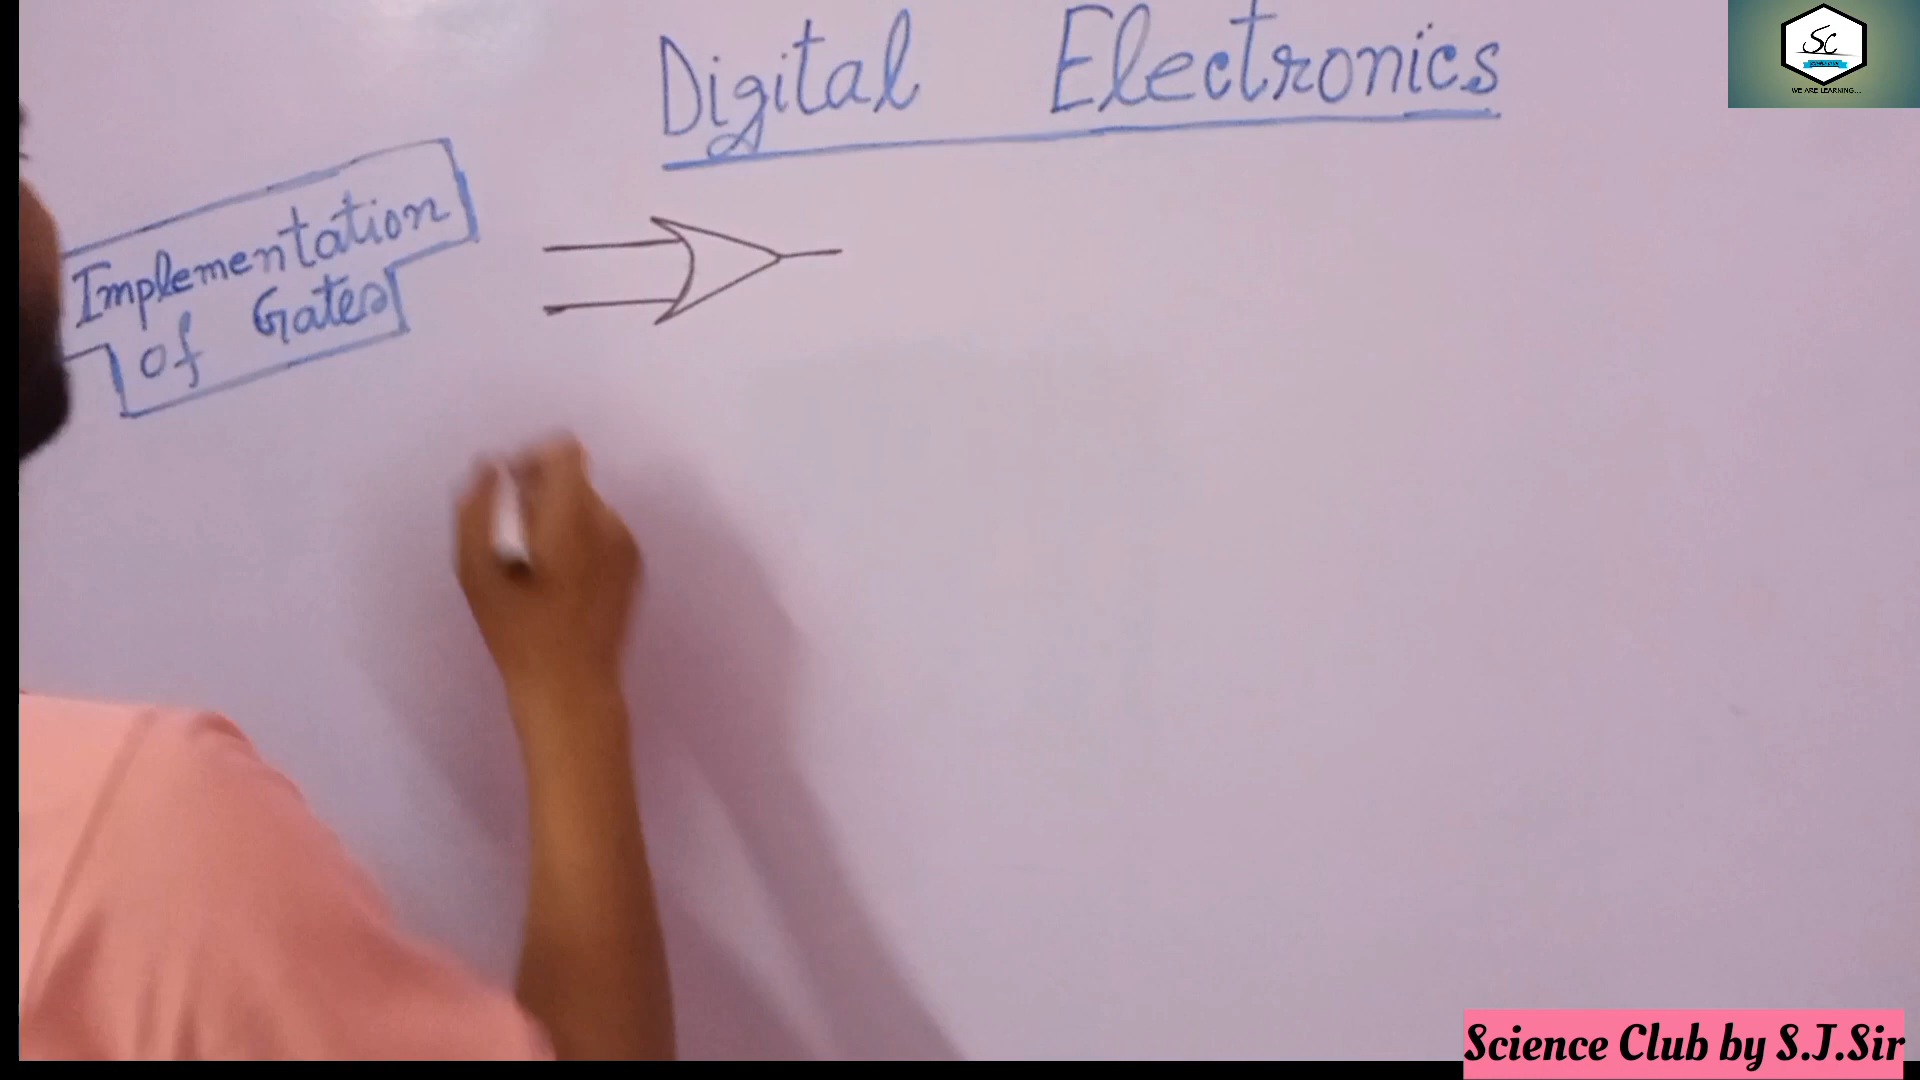 Digital Electronics
Implementation
of Gates
SC
WE ARE LEARNING...
Science Club by S.J.Sir